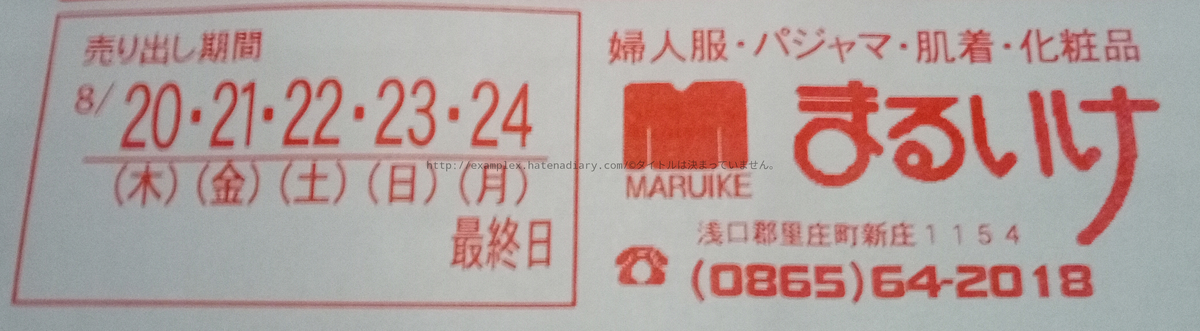 売り出し期間
8/20・21・22・23・24
(木)(金)(土)(日)(月)
最終日
婦人服・パジャマ・肌着・化粧品
M まるいけ
MARUIKE
浅口郡里庄町新庄1154
☎(0865)64-2018
http://examplex.hatenadiary.com/©タイトルは決まっていません。